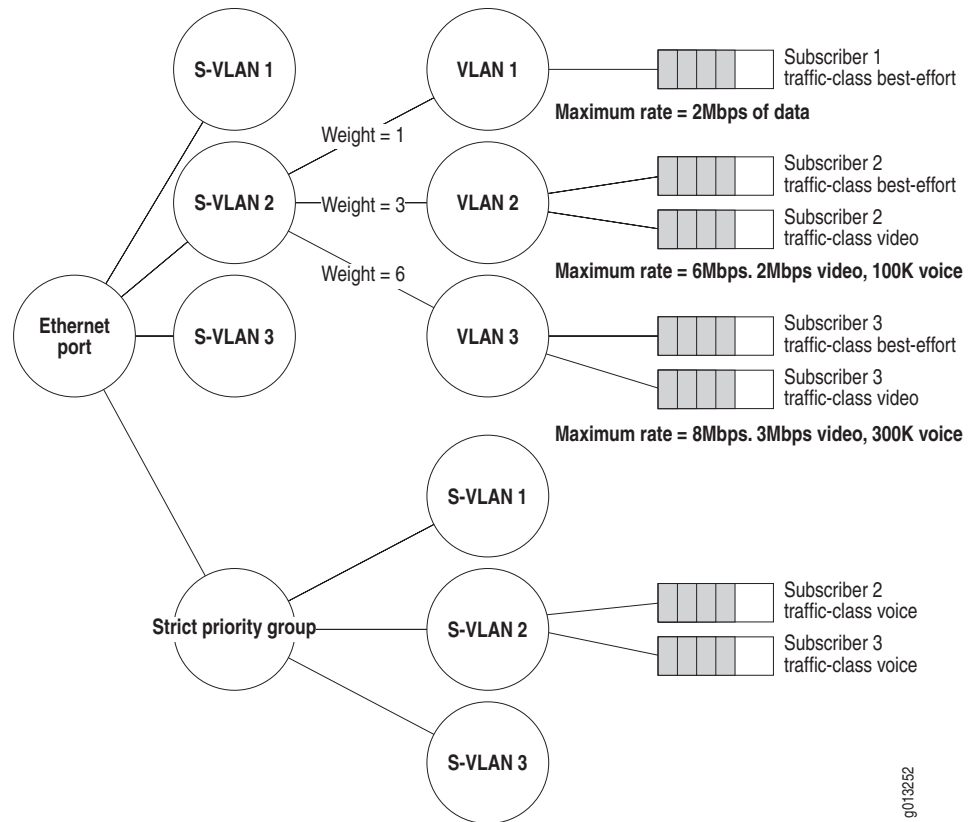 S-VLAN 1
VLAN 1
Subscriber 1
traffic-class best-effort
Maximum rate = 2Mbps of data
Weight = 1
S-VLAN 2
Weight = 3
VLAN 2
Subscriber 2
traffic-class best-effort
Subscriber 2
traffic-class video
Maximum rate = 6Mbps. 2Mbps video, 100K voice
Weight = 6
Ethernet
port
S-VLAN 3
VLAN 3
Subscriber 3
traffic-class best-effort
Subscriber 3
traffic-class video
Maximum rate = 8Mbps. 3Mbps video, 300K voice
S-VLAN 1
Strict priority group
S-VLAN 2
Subscriber 2
traffic-class voice
Subscriber 3
traffic-class voice
S-VLAN 3
g013252